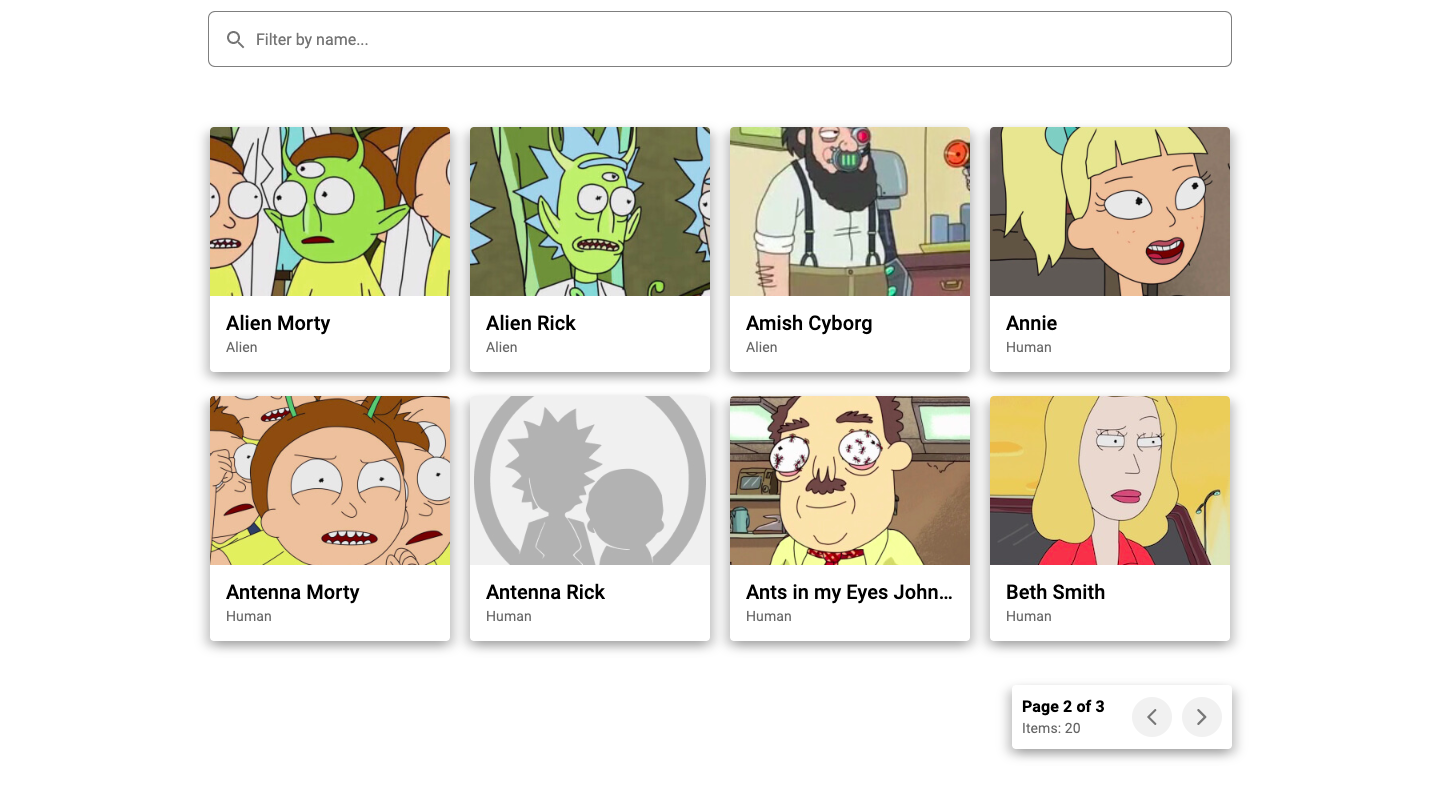 Filter by name...
Alien Morty
Alien
Alien Rick
Alien
Amish Cyborg
Alien
Annie
Human
Antenna Morty
Human
Antenna Rick
Human
Ants in my Eyes John...
Human
Beth Smith
Human
Page 2 of 3
Items: 20